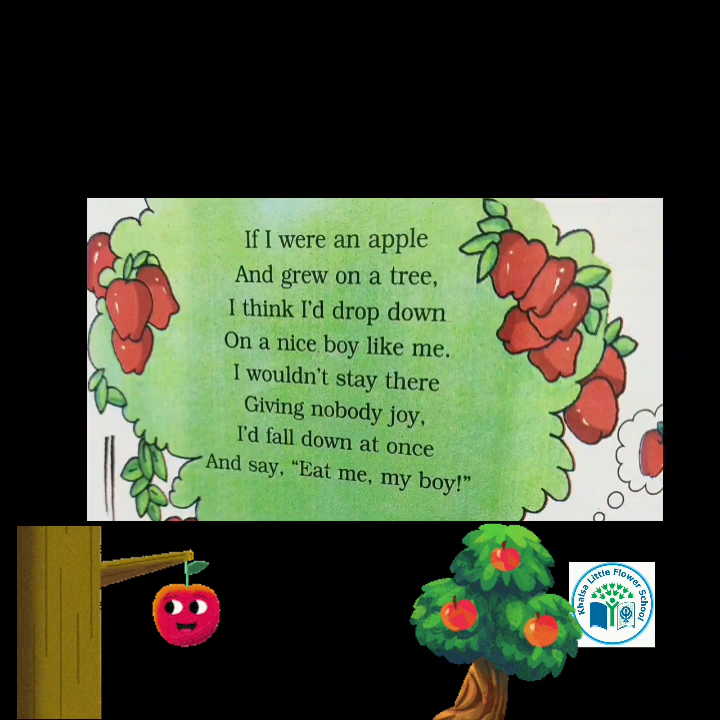 If I were an apple
And grew on a tree,
I think I'd drop down
On a nice boy like me.
I wouldn't stay there
Giving nobody joy,
I'd fall down at once
And say, “Eat me, my boy!”
Khalsa Little Flower School